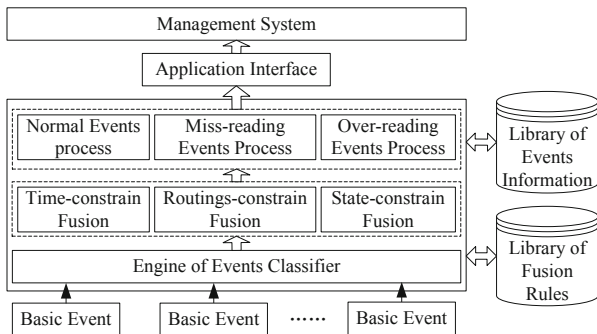 Management System
Application Interface
Normal Events
process
Miss-reading
Events Process
Over-reading
Events Process
Library of
Events
Information
Time-constrain
Fusion
Routings-constrain
Fusion
State-constrain
Fusion
Engine of Events Classifier
Library of
Fusion
Rules
Basic Event
Basic Event
......
Basic Event